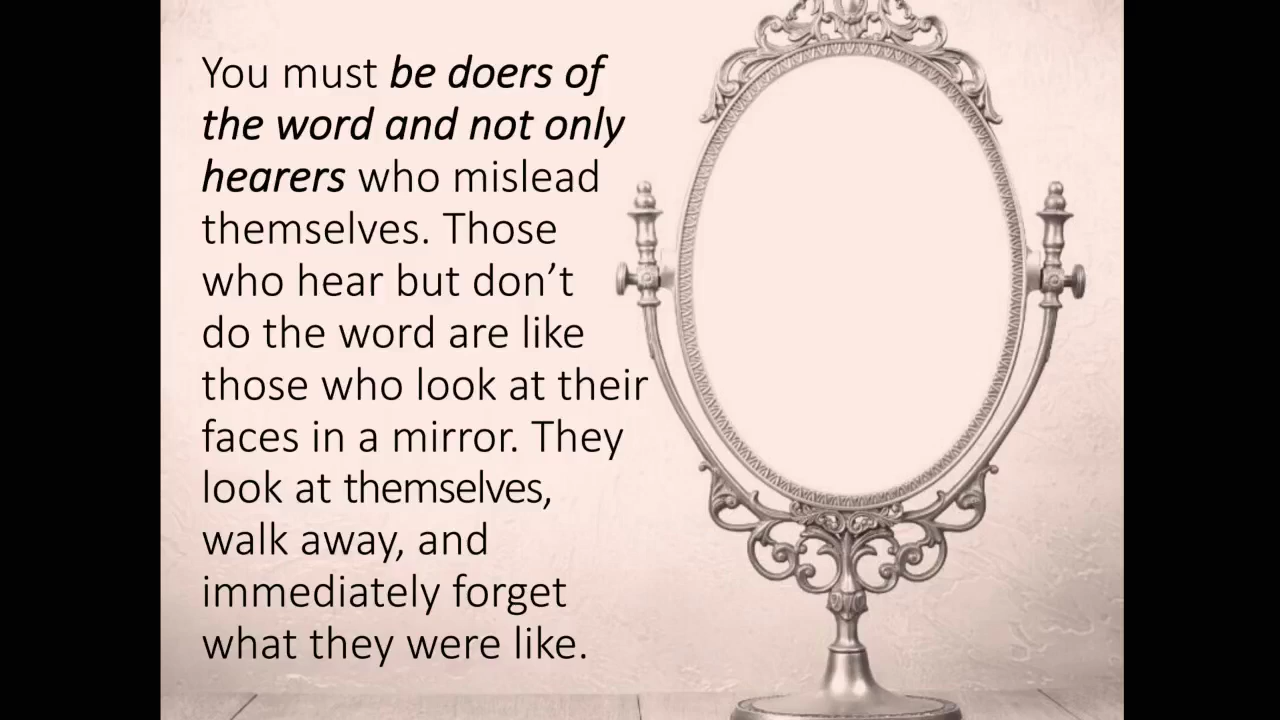 You must be doers of
the word and not only
hearers who mislead
themselves. Those
who hear but don’t
do the word are like
those who look at their
faces in a mirror. They
look at themselves,
walk away, and
immediately forget
what they were like.